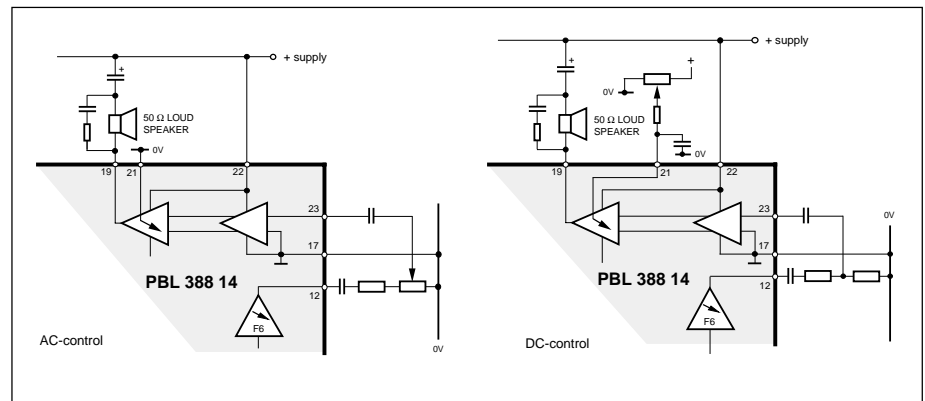 + supply
+
50 Ω LOUD
SPEAKER
0V
19
21
22
23
17
PBL 388 14
12
F6
AC-control
0V
+ supply
+
+
0V
50 Ω LOUD
SPEAKER
0V
19
21
22
23
0V
17
PBL 388 14
12
F6
DC-control